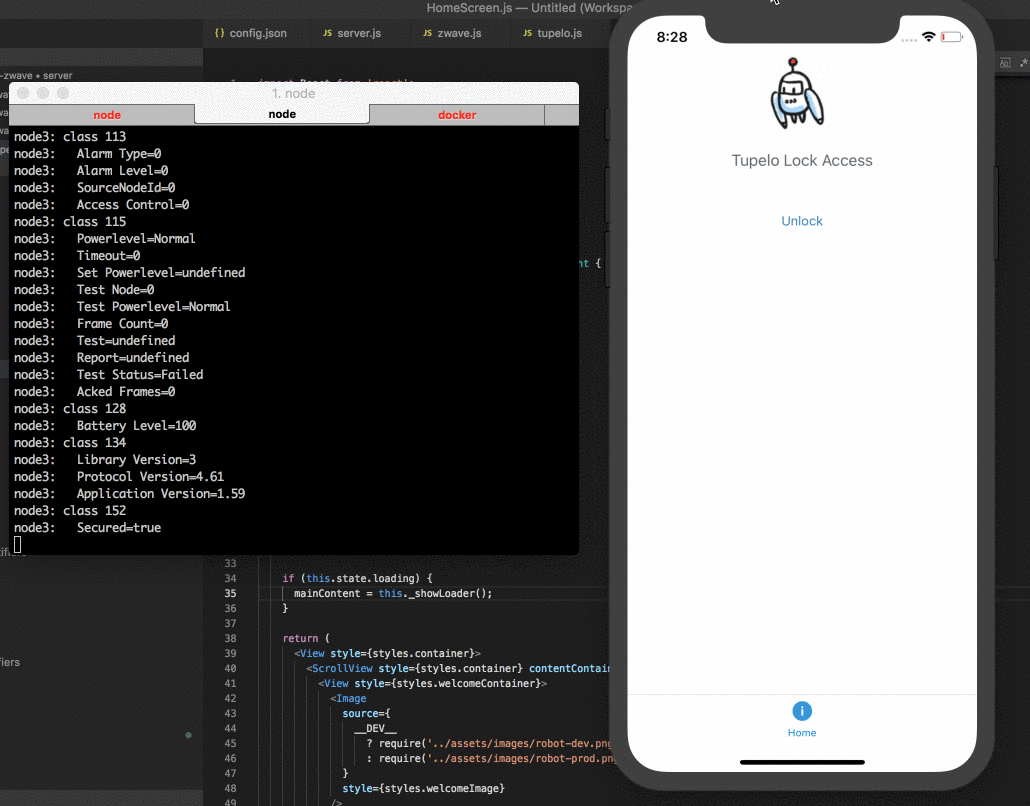 HomeScreen.js — Untitled (Workspa
{ } config.json
JS server.js
JS zwave.js
JS tupelo.js
-zwave • server
1. node
node
node
docker
node3: class 113
node3:   Alarm Type=0
node3:   Alarm Level=0
node3:   SourceNodeId=0
node3:   Access Control=0
node3: class 115
node3:   Powerlevel=Normal
node3:   Timeout=0
node3:   Set Powerlevel=undefined
node3:   Test Node=0
node3:   Test Powerlevel=Normal
node3:   Frame Count=0
node3:   Test=undefined
node3:   Report=undefined
node3:   Test Status=Failed
node3:   Acked Frames=0
node3: class 128
node3:   Battery Level=100
node3: class 134
node3:   Library Version=3
node3:   Protocol Version=4.61
node3:   Application Version=1.59
node3: class 152
node3:   Secured=true
nt {
33
34 if (this.state.loading) {
35 mainContent = this._showLoader();
36 }
37
38 return (
39 <View style={styles.container}>
40 <ScrollView style={styles.container} contentContai
41 <View style={styles.welcomeContainer}>
42 <Image
43 source={
44 __DEV__
45 ? require('../assets/images/robot-dev.png
46 : require('../assets/images/robot-prod.png
47 }
48 style={styles.welcomeImage}
49 />
fiers
8:28
Tupelo Lock Access
Unlock
Home